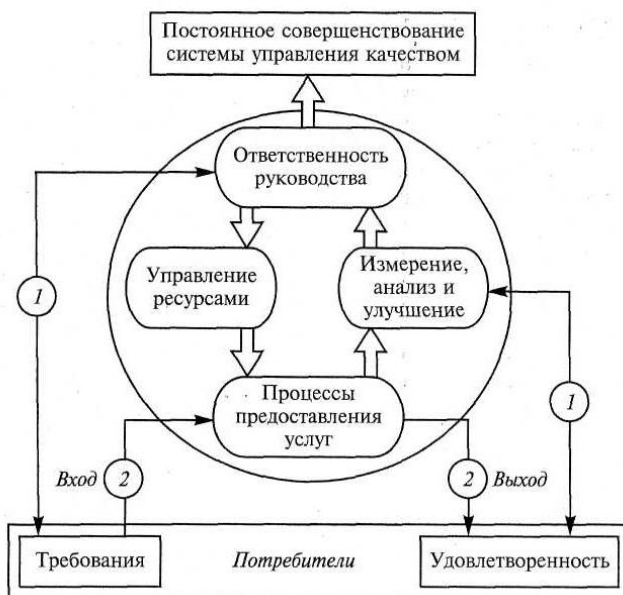 Постоянное совершенствование
системы управления качеством
Ответственность
руководства
Управление
ресурсами
Измерение,
анализ и
улучшение
1
1
Процессы
предоставления
услуг
Вход
2
2
Выход
Требования
Потребители
Удовлетворенность